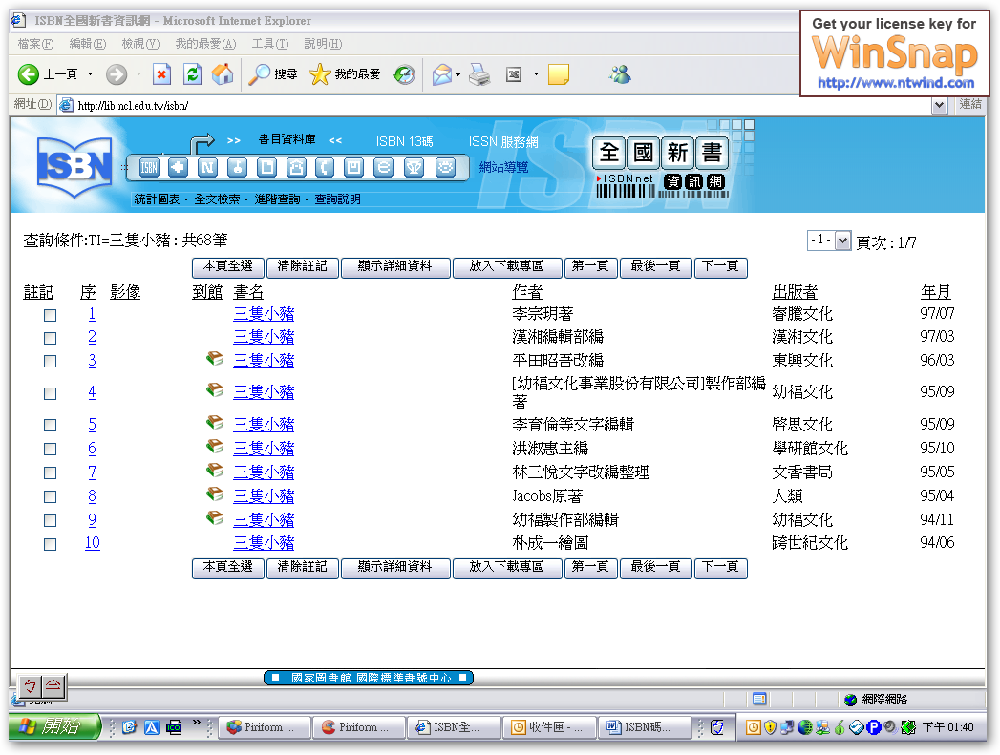 ISBN全國新書資訊網 - Microsoft Internet Explorer
Get your license key for
WinSnap
http://www.ntwind.com
檔案(F) 編輯(E) 檢視(V) 我的最愛(A) 工具(T) 說明(H)
上一頁 搜尋 我的最愛
網址(D) http://lib.ncl.edu.tw/isbn/ 連結
ISBN
>> 書目資料庫 << ISBN 13碼 ISSN 服務網
網站導覽
統計圖表・ 全文檢索・ 進階查詢・ 查詢說明
全國新書
ISBNnet 資訊網
查詢條件:TI=三隻小豬 : 共68筆 - 1 - 頁次 : 1/7
本頁全選 清除註記 顯示詳細資料 放入下載專區 第一頁 最後一頁 下一頁
註記 序 影像 到館 書名 作者 出版者 年月
1 三隻小豬 李宗玥著 睿騰文化 97/07
2 三隻小豬 漢湘編輯部編 漢湘文化 97/03
3 三隻小豬 平田昭吾改編 東興文化 96/03
4 三隻小豬 [幼福文化事業股份有限公司]製作部編著 幼福文化 95/09
5 三隻小豬 李育倫等文字編輯 啓思文化 95/09
6 三隻小豬 洪淑惠主編 學硏館文化 95/10
7 三隻小豬 林三悅文字改編整理 文香書局 95/05
8 三隻小豬 Jacobs原著 人類 95/04
9 三隻小豬 幼福製作部編輯 幼福文化 94/11
10 三隻小豬 朴成一繪圖 跨世紀文化 94/06
本頁全選 清除註記 顯示詳細資料 放入下載專區 第一頁 最後一頁 下一頁
國家圖書館 國際標準書號中心
ㄅ半
網際網路
開始 Piriform ... Piriform ... ISBN全... 收件匣 - ... ISBN碼... 下午 01:40